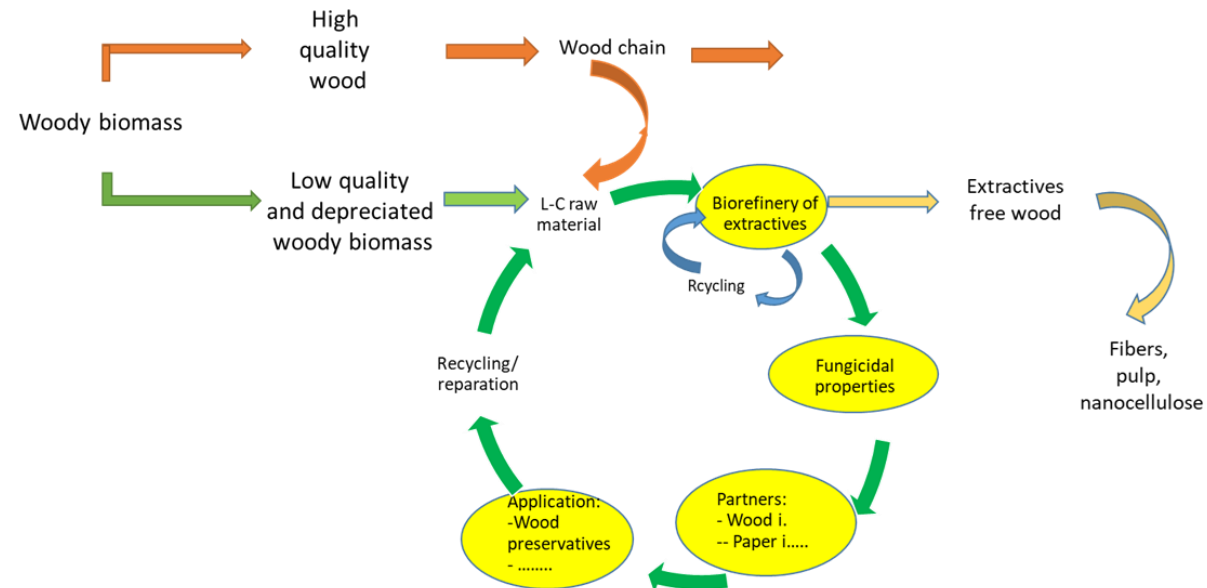 High
quality
wood
Wood chain
Woody biomass
Low quality
and depreciated
woody biomass
L-C raw
material
Biorefinery of
extractives
Extractives
free wood
Rcycling
Fungicidal
properties
Fibers,
pulp,
nanocellulose
Recycling/
reparation
Partners:
- Wood i.
-- Paper i.....
Application:
-Wood
preservatives
- ........